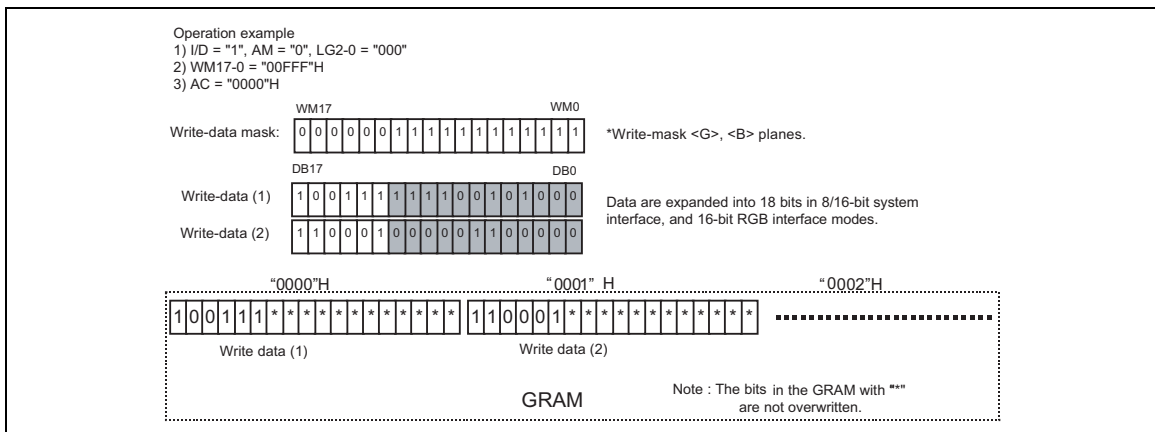 Operation example
1) I/D = "1", AM = "0", LG2-0 = "000"
2) WM17-0 = "00FFF"H
3) AC = "0000"H
WM17 WM0
Write-data mask: 0 0 0 0 0 0 1 1 1 1 1 1 1 1 1 1 1 1 *Write-mask <G>, <B> planes.
DB17 DB0
Write-data (1) 1 0 0 1 1 1 1 1 1 1 0 0 1 0 1 0 0 0
Data are expanded into 18 bits in 8/16-bit system
interface, and 16-bit RGB interface modes.
Write-data (2) 1 1 0 0 0 1 0 0 0 0 0 1 1 0 0 0 0 0
"0000"H "0001" H "0002"H
1 0 0 1 1 1 * * * * * * * * * * * * 1 1 0 0 0 1 * * * * * * * * * * * *
Write data (1) Write data (2)
GRAM
Note : The bits in the GRAM with "*"
are not overwritten.